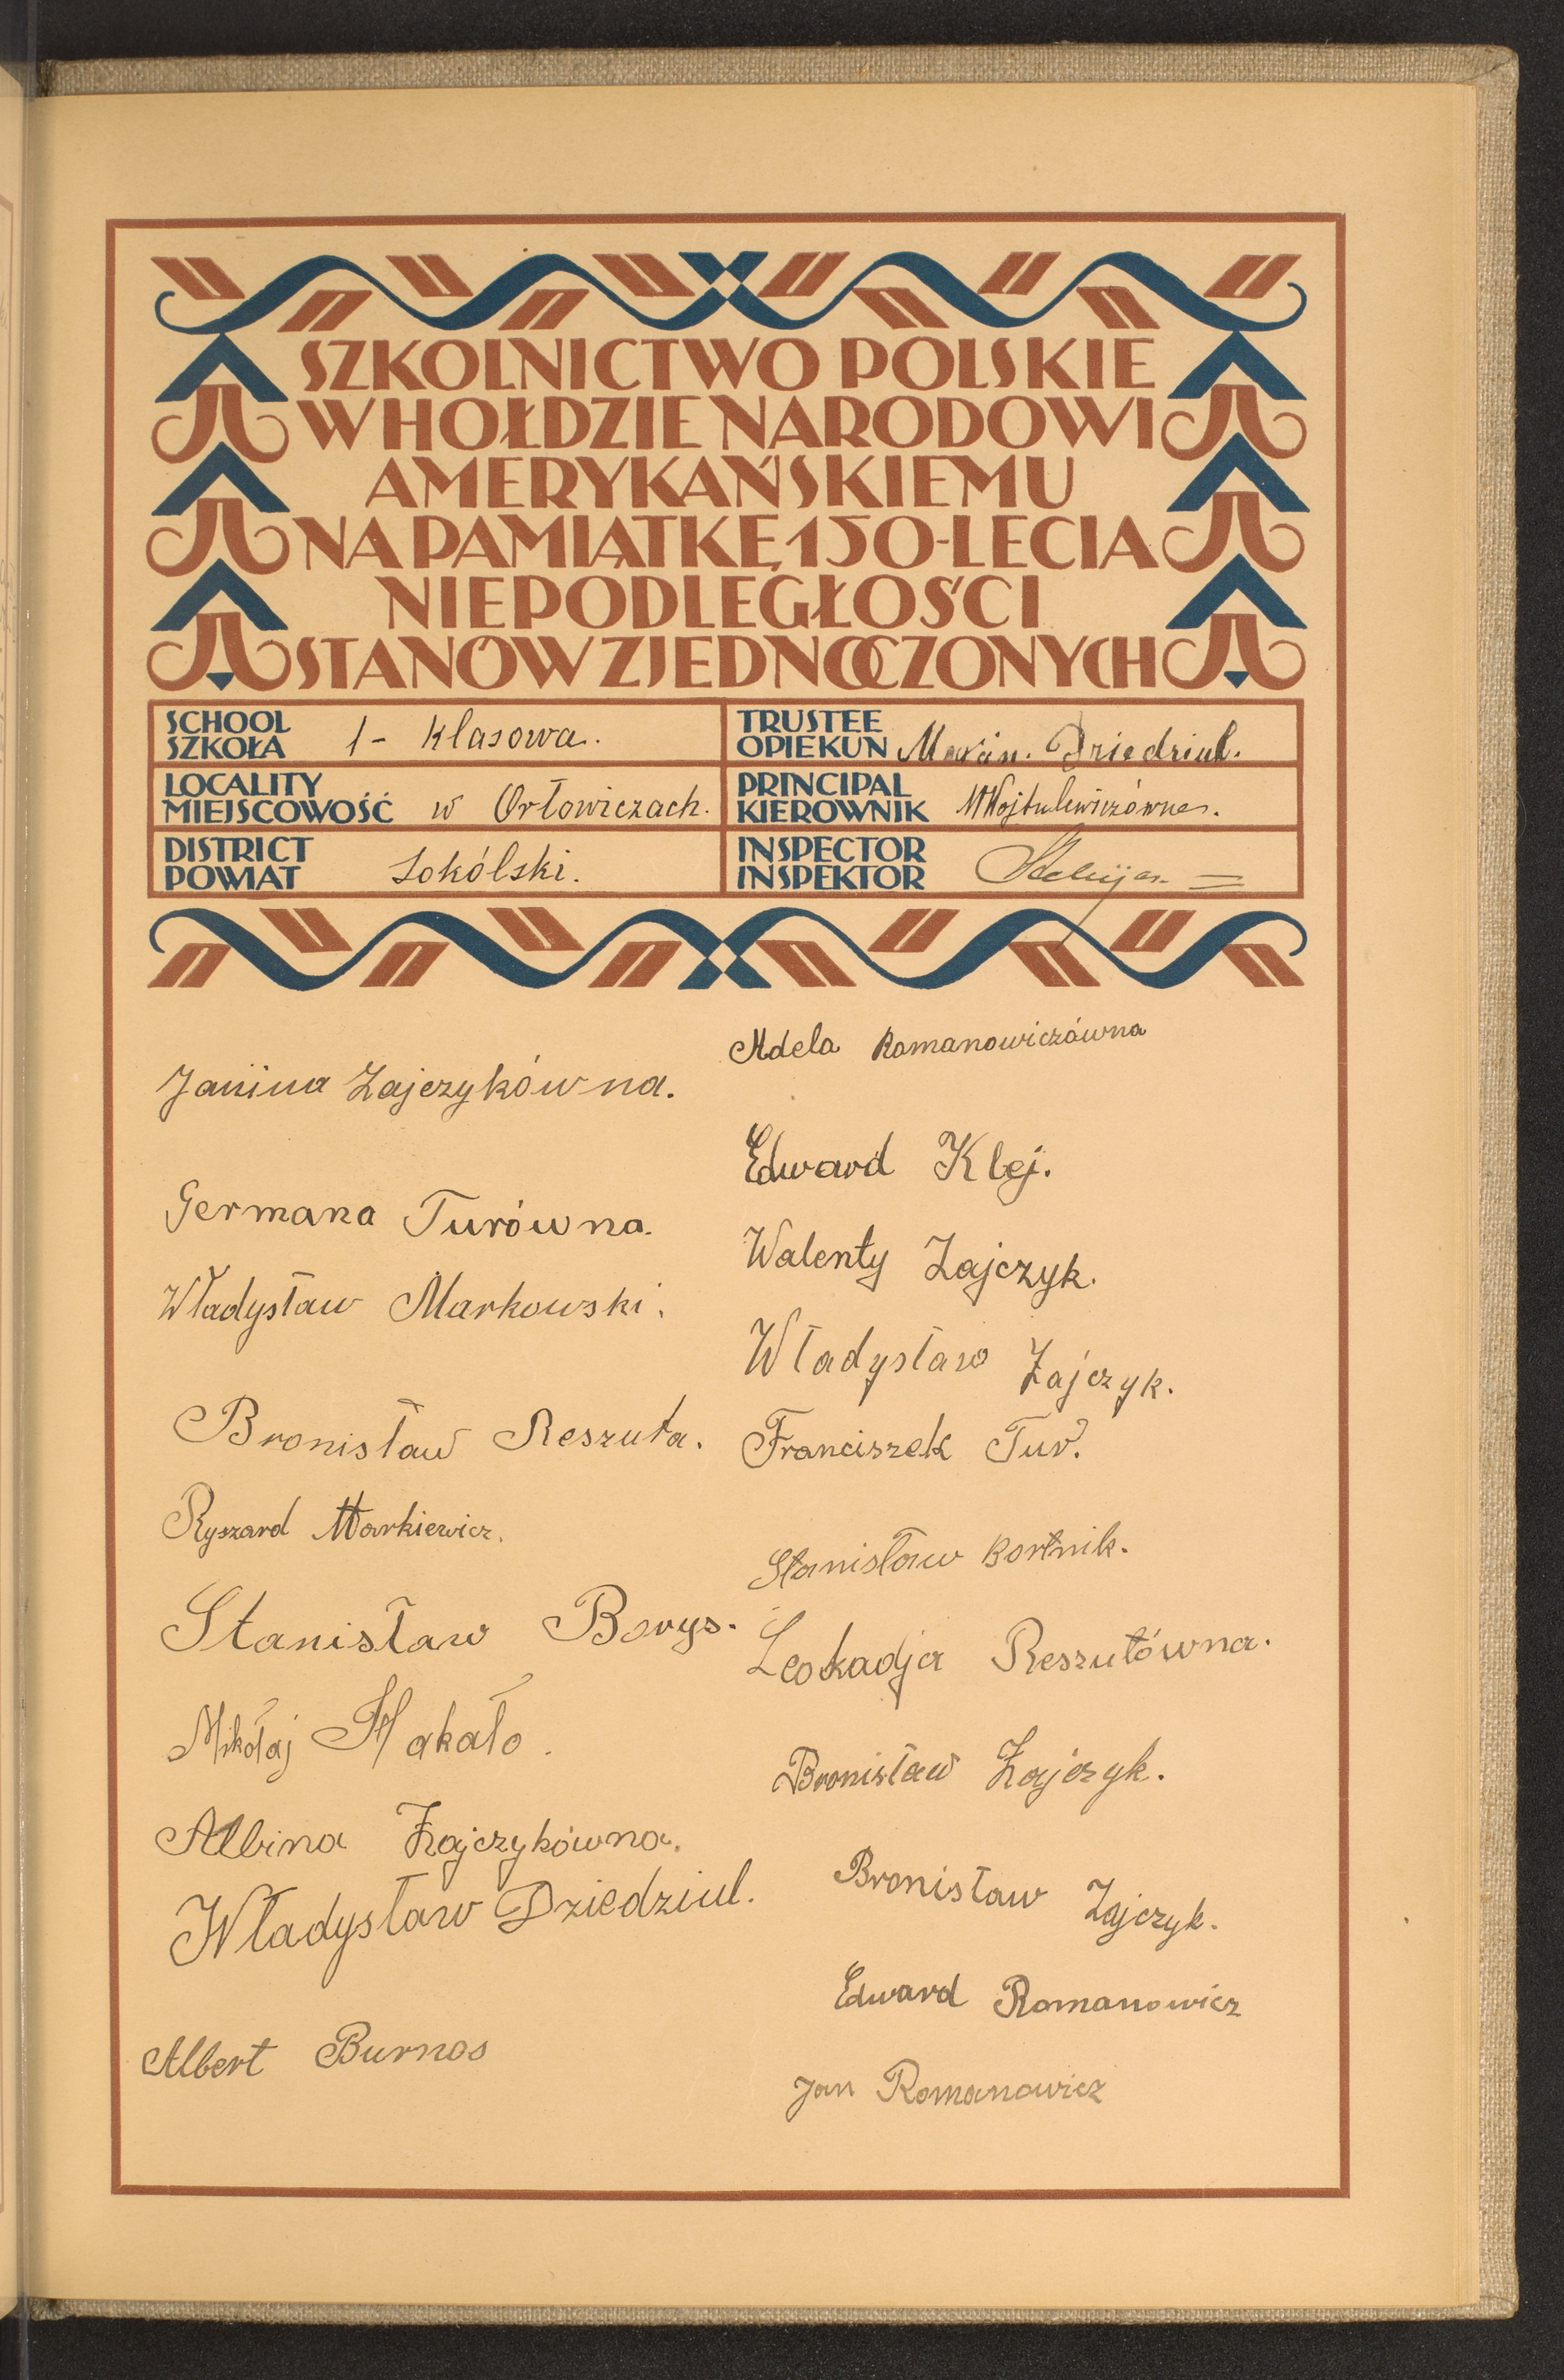 SZKOLNICTWO POLSKIE
W HOŁDZIE NARODOWI
AMERYKAŃSKIEMU
NA PAMIĄTKĘ 150-LECIA
NIEPODLEGŁOŚCI
STANÓW ZJEDNOCZONYCH
SCHOOL
SZKOŁA 1 - klasowa.
LOCALITY
MIEJSCOWOŚĆ w Orłowiczach.
DISTRICT
POWIAT Sokólski.
TRUSTEE
OPIEKUN Dziedziul.
PRINCIPAL
KIEROWNIK MWojtulewiczówna.
INSPECTOR
INSPEKTOR
Janina Zajczykówna.
Germana Turówna.
Władysław Markowski.
Bronisław Reszuta.
Ryszard Markiewicz.
Stanisław Borys.
Mikołaj Hakało.
Albina Zajczykówna.
Władysław Dziedziul.
Albert Burnos
Adela Romanowiczówna
Edward Klej.
Walenty Zajczyk.
Władysław Zajczyk.
Franciszek Tur.
Stanisław Bortnik.
Leokadja Reszutówna.
Bronisław Zajczyk.
Bronisław Zajczyk.
Edward Romanowicz
Jan Romanowicz